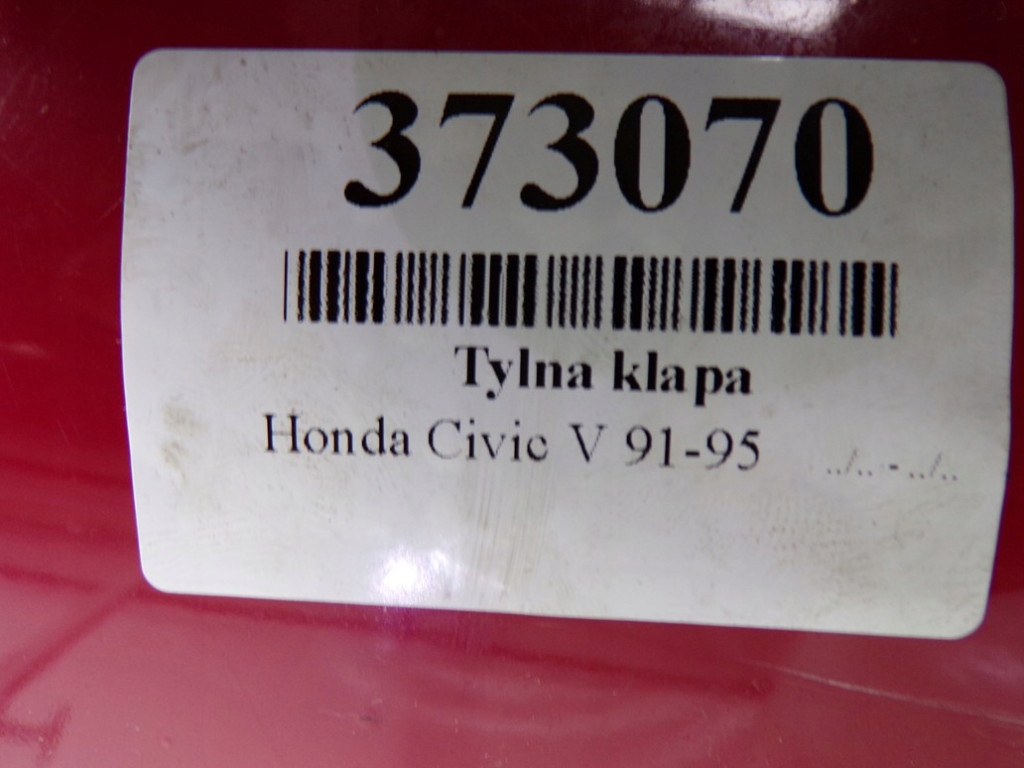 373070
Tylna klapa
Honda Civic V 91-95 ../.. - ../..